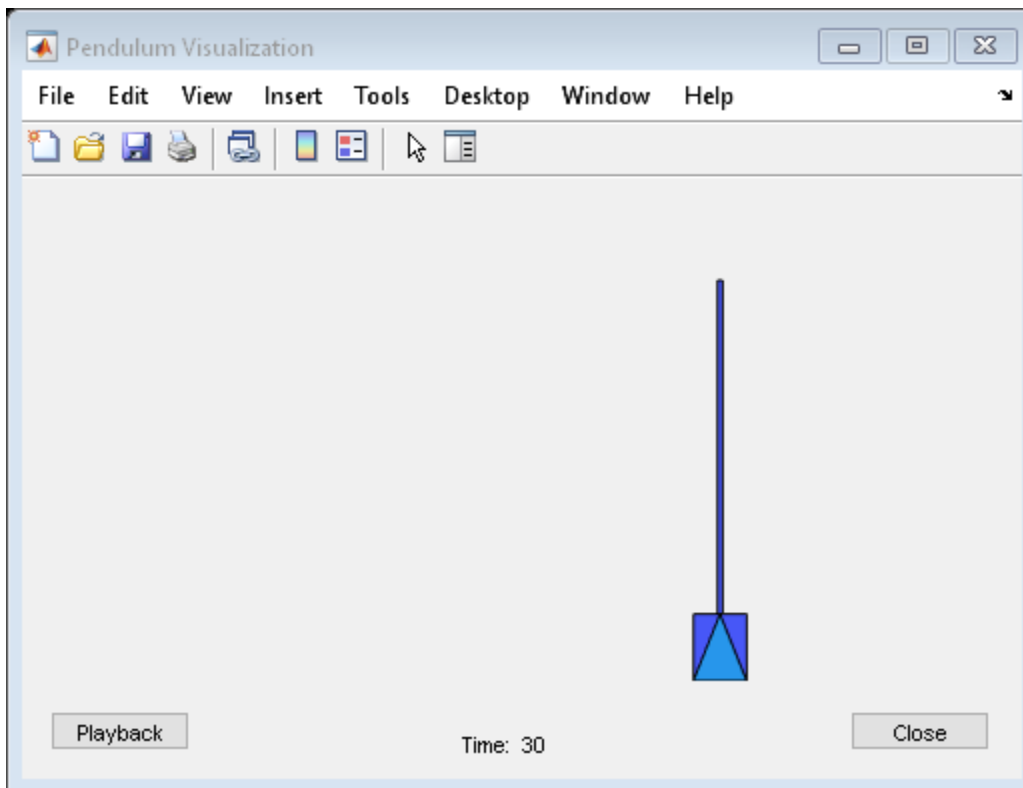 Pendulum Visualization
File Edit View Insert Tools Desktop Window Help
Playback
Time: 30
Close